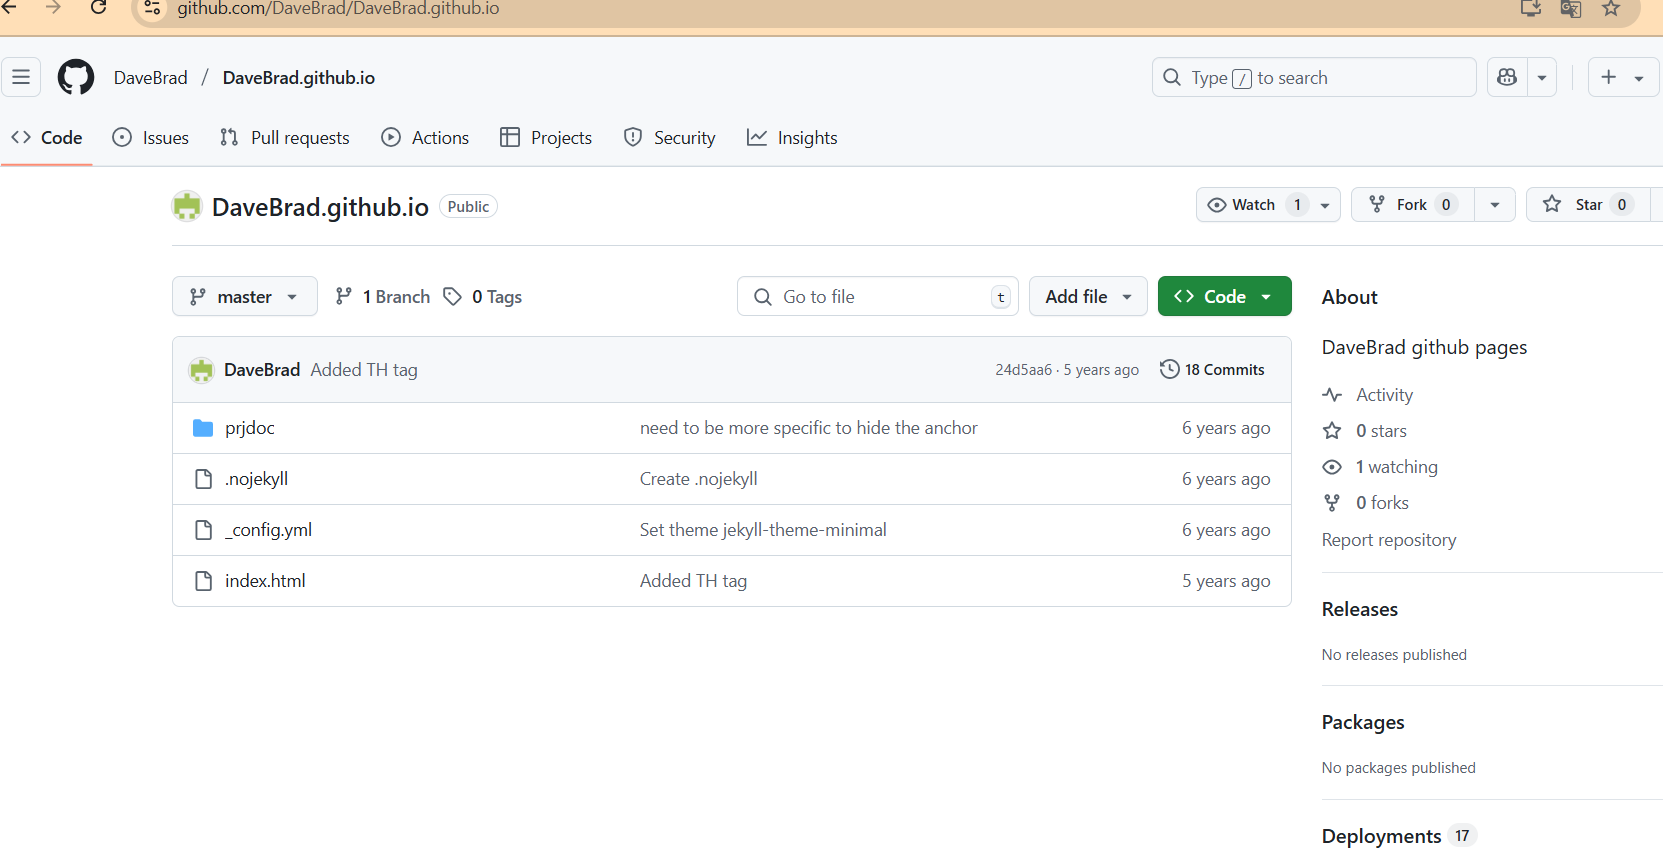 github.com/DaveBrad/DaveBrad.github.io
DaveBrad / DaveBrad.github.io
Type / to search
Code Issues Pull requests Actions Projects Security Insights
DaveBrad.github.io Public
Watch 1 Fork 0 Star 0
master 1 Branch 0 Tags Go to file t Add file Code
DaveBrad Added TH tag 24d5aa6 · 5 years ago 18 Commits
prjdoc need to be more specific to hide the anchor 6 years ago
.nojekyll Create .nojekyll 6 years ago
_config.yml Set theme jekyll-theme-minimal 6 years ago
index.html Added TH tag 5 years ago
About
DaveBrad github pages
Activity
0 stars
1 watching
0 forks
Report repository
Releases
No releases published
Packages
No packages published
Deployments 17